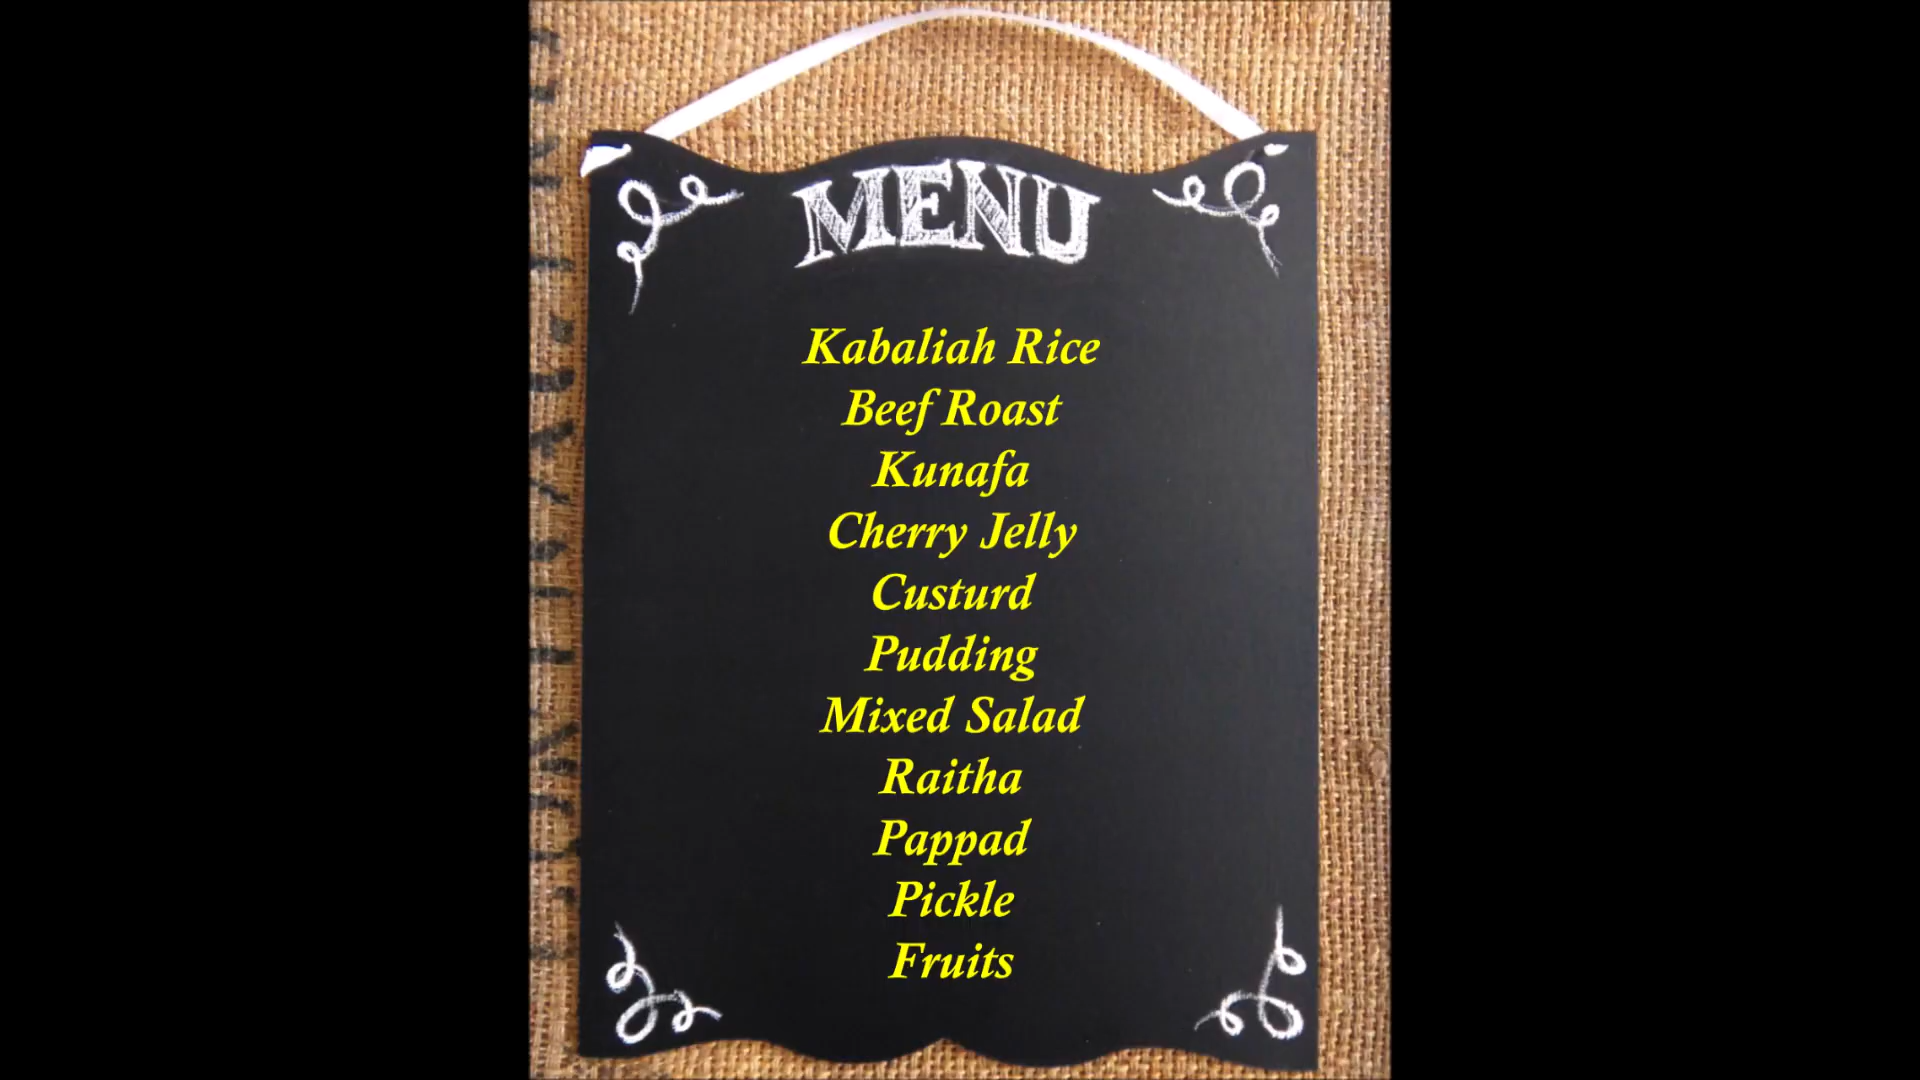 MENU
Kabaliah Rice
Beef Roast
Kunafa
Cherry Jelly
Custurd
Pudding
Mixed Salad
Raitha
Pappad
Pickle
Fruits